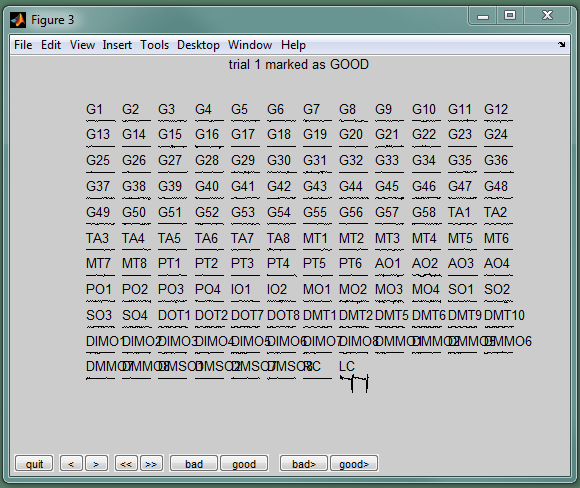 Figure 3
File Edit View Insert Tools Desktop Window Help
trial 1 marked as GOOD
G1 G2 G3 G4 G5 G6 G7 G8 G9 G10 G11 G12
G13 G14 G15 G16 G17 G18 G19 G20 G21 G22 G23 G24
G25 G26 G27 G28 G29 G30 G31 G32 G33 G34 G35 G36
G37 G38 G39 G40 G41 G42 G43 G44 G45 G46 G47 G48
G49 G50 G51 G52 G53 G54 G55 G56 G57 G58 TA1 TA2
TA3 TA4 TA5 TA6 TA7 TA8 MT1 MT2 MT3 MT4 MT5 MT6
MT7 MT8 PT1 PT2 PT3 PT4 PT5 PT6 AO1 AO2 AO3 AO4
PO1 PO2 PO3 PO4 IO1 IO2 MO1 MO2 MO3 MO4 SO1 SO2
SO3 SO4 DOT1 DOT2 DOT7 DOT8 DMT1 DMT2 DMT5 DMT6 DMT9 DMT10
DIMO1 DIMO2 DIMO3 DIMO4 DIMO5 DIMO6 DIMO7 DIMO8 DMMO1 DMMO2 DMMO5 DMMO6
DMMO7 DMMO8 DMSO1 DMSO2 DMSO7 DMSO8 RC LC
quit < > << >> bad good bad> good>